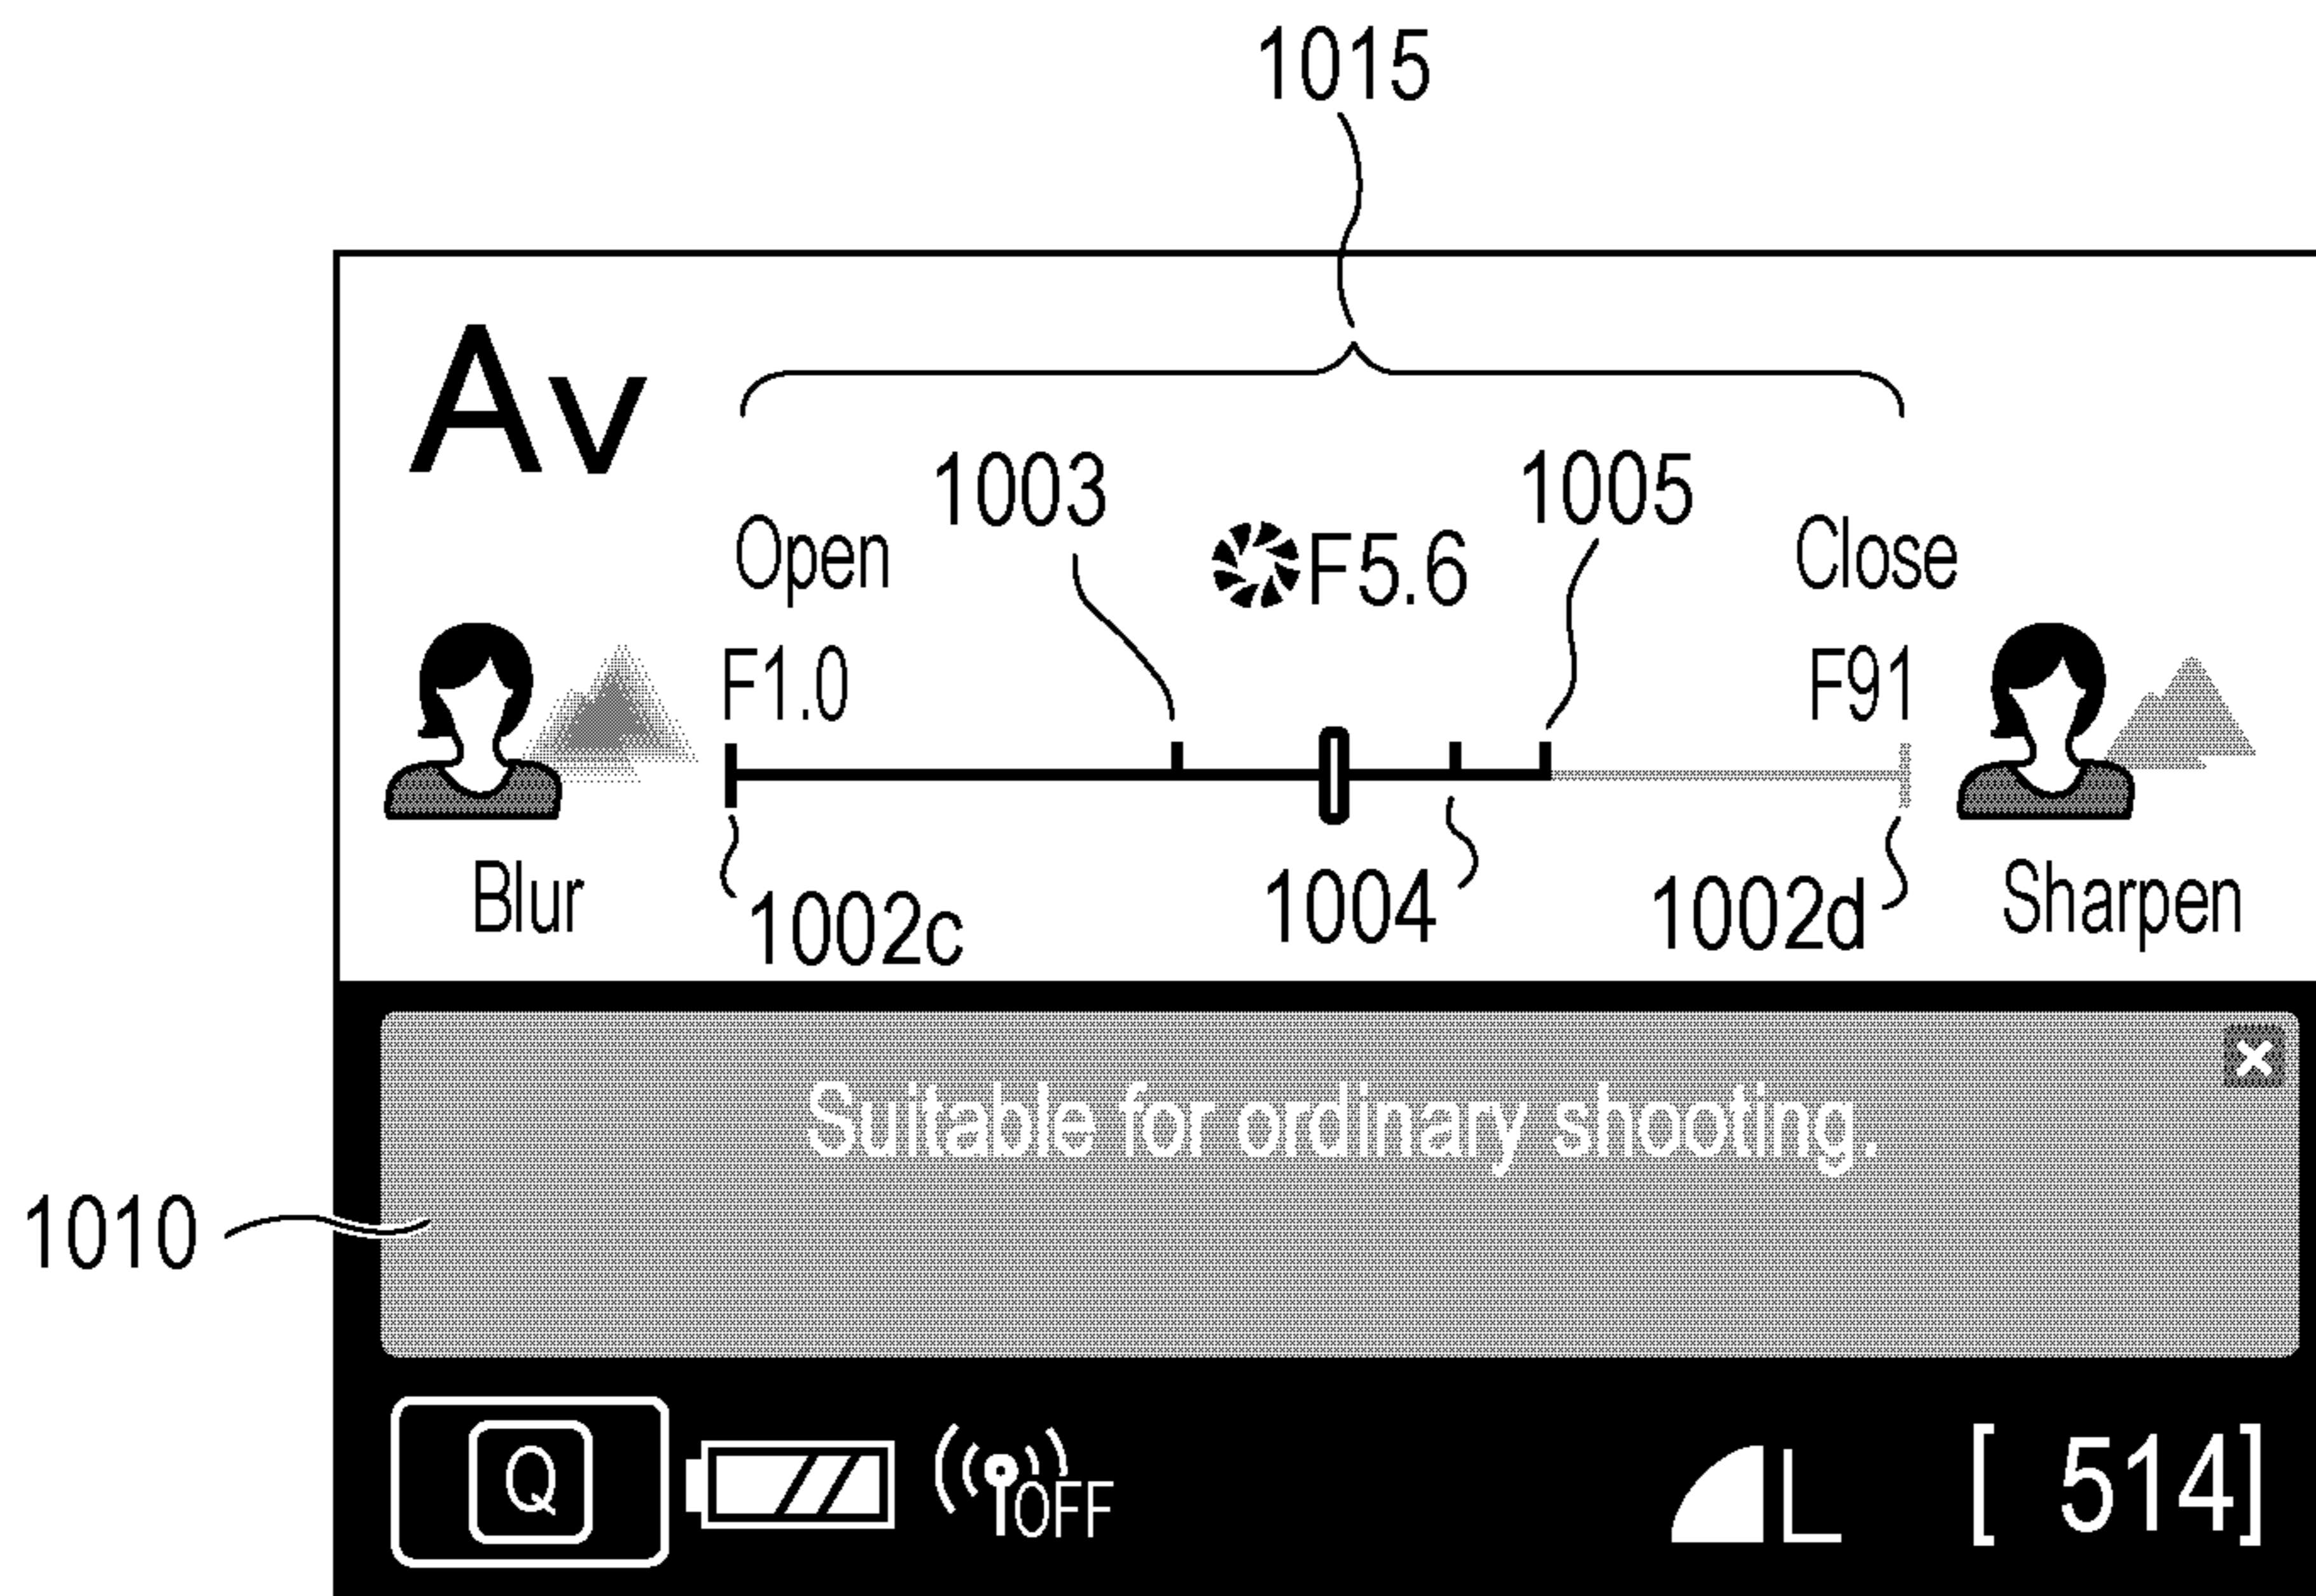 1015
Av
1003
1005
Open
F5.6
Close
F1.0
F91
Blur
1002c
1004
1002d
Sharpen
Suitable for ordinary shooting.
1010
Q
OFF
L
[ 514]